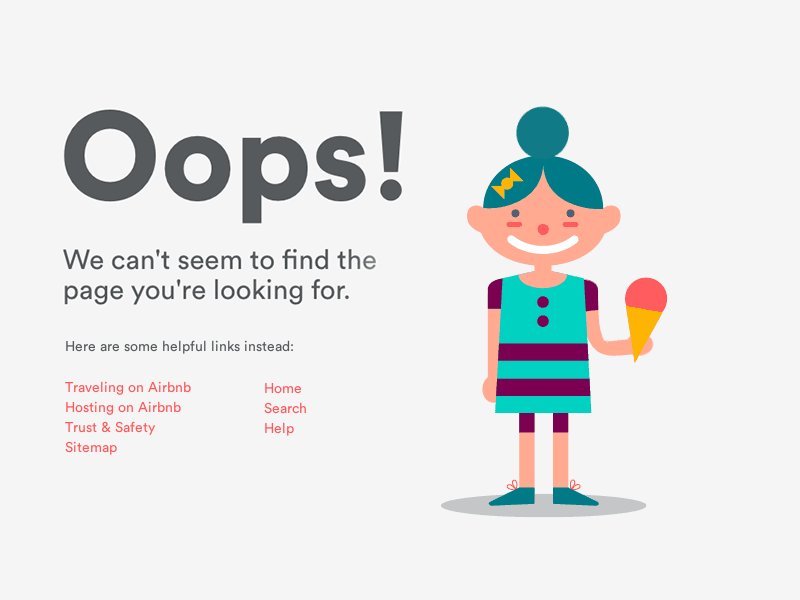 Oops!
We can't seem to find the
page you're looking for.
Here are some helpful links instead:
Traveling on Airbnb
Hosting on Airbnb
Trust & Safety
Sitemap
Home
Search
Help